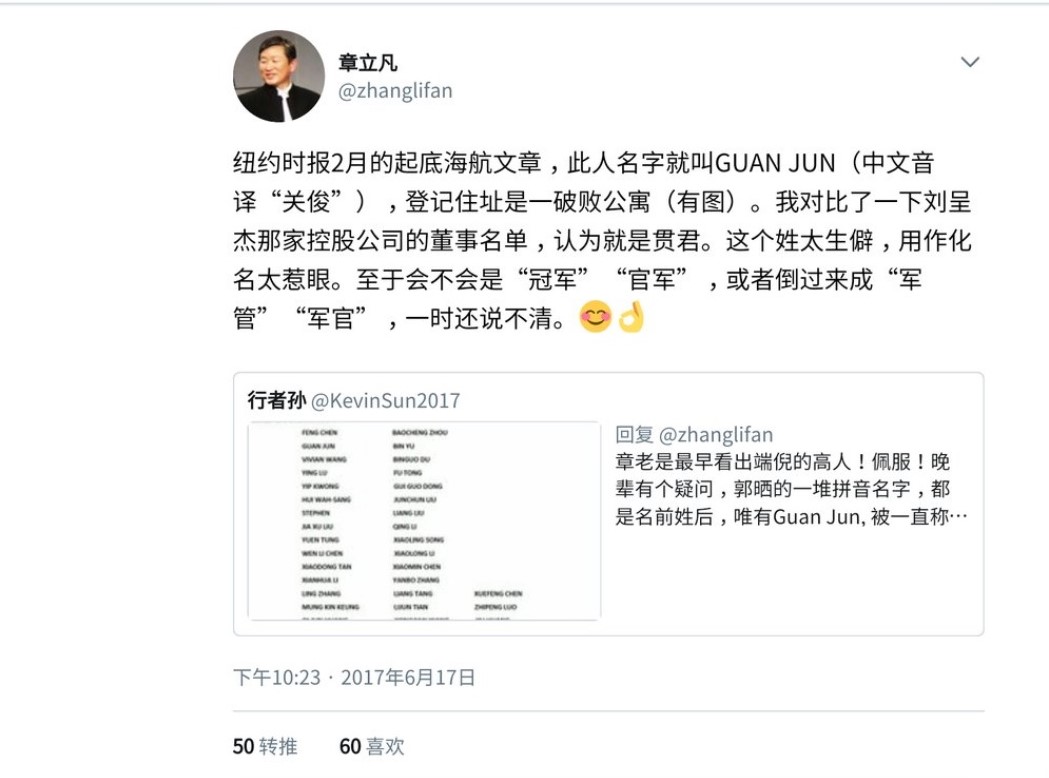 章立凡
@zhanglifan
纽约时报2月的起底海航文章，此人名字就叫GUAN JUN（中文音
译“关俊”），登记住址是一破败公寓（有图）。我对比了一下刘呈
杰那家控股公司的董事名单，认为就是贯君。这个姓太生僻，用作化
名太惹眼。至于会不会是“冠军”“官军”，或者倒过来成“军
管”“军官”，一时还说不清。😊👌
行者孙 @KevinSun2017
FENG CHEN BAOCHENG ZHOU
GUAN JUN BIN YU
VIVIAN WANG BINGUO DU
YING LU FU TONG
YIP KWONG GUI GUO DONG
HUI WAH SANG JUNCHUN LIU
STEPHEN LIANG LIU
JIA XU LIU QING LI
YUEN TUNG XIAOLING SONG
WEN LI CHEN XIAOLONG LI
XIAODONG TAN XIAOMIN CHEN
XIANHUA LI YANBO ZHANG
LING ZHANG LIANG TANG XUEFENG CHEN
MUNG KIN KEUNG LIJUN TIAN ZHIPENG LUO
回复 @zhanglifan
章老是最早看出端倪的高人！佩服！晚
辈有个疑问，郭晒的一堆拼音名字，都
是名前姓后，唯有Guan Jun, 被一直称…
下午10:23 · 2017年6月17日
50 转推 60 喜欢